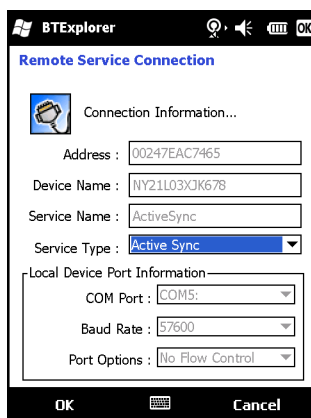 BTExplorer
OK
Remote Service Connection
Connection Information...
Address : 00247EAC7465
Device Name : NY21L03XJK678
Service Name : ActiveSync
Service Type : Active Sync
Local Device Port Information
COM Port : COM5:
Baud Rate : 57600
Port Options : No Flow Control
OK Cancel